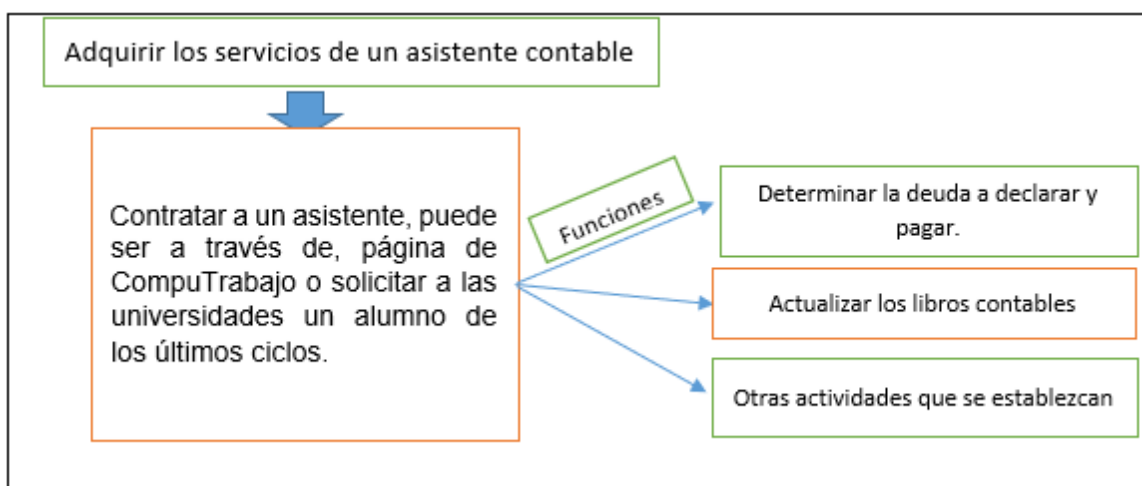 Adquirir los servicios de un asistente contable
Contratar a un asistente, puede
ser a través de, página de
CompuTrabajo o solicitar a las
universidades un alumno de
los últimos ciclos.
Funciones
Determinar la deuda a declarar y
pagar.
Actualizar los libros contables
Otras actividades que se establezcan